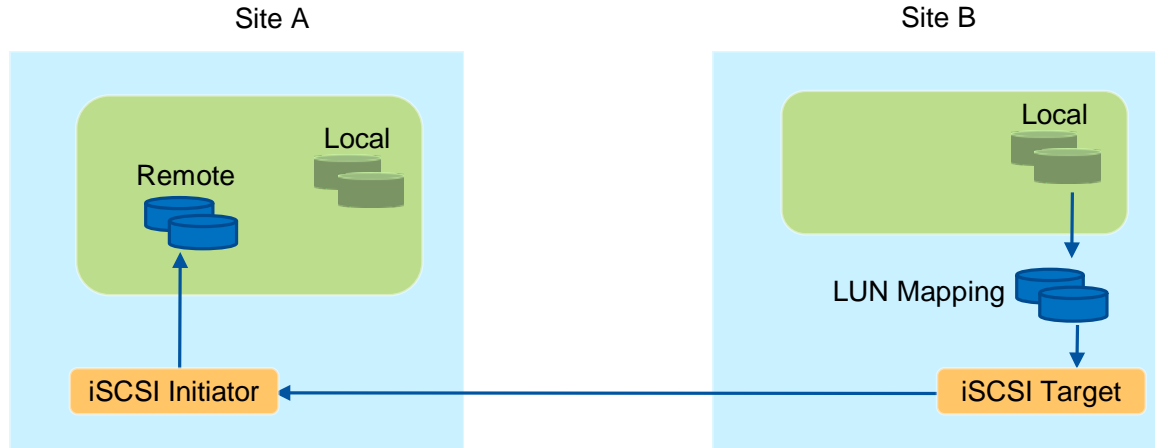 Site A
Site B
Local
Remote
Local
LUN Mapping
iSCSI Initiator
iSCSI Target